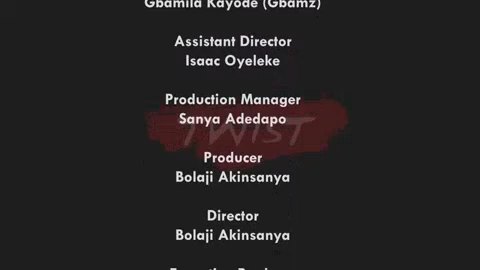 Gbamila Kayode (Gbamz)
Assistant Director
Isaac Oyeleke
Production Manager
Sanya Adedapo
TWIST
Producer
Bolaji Akinsanya
Director
Bolaji Akinsanya